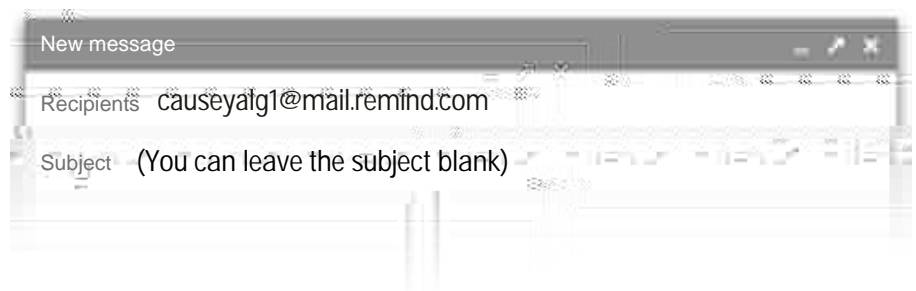 New message
Recipients causeyalg1@mail.remind.com
Subject (You can leave the subject blank)